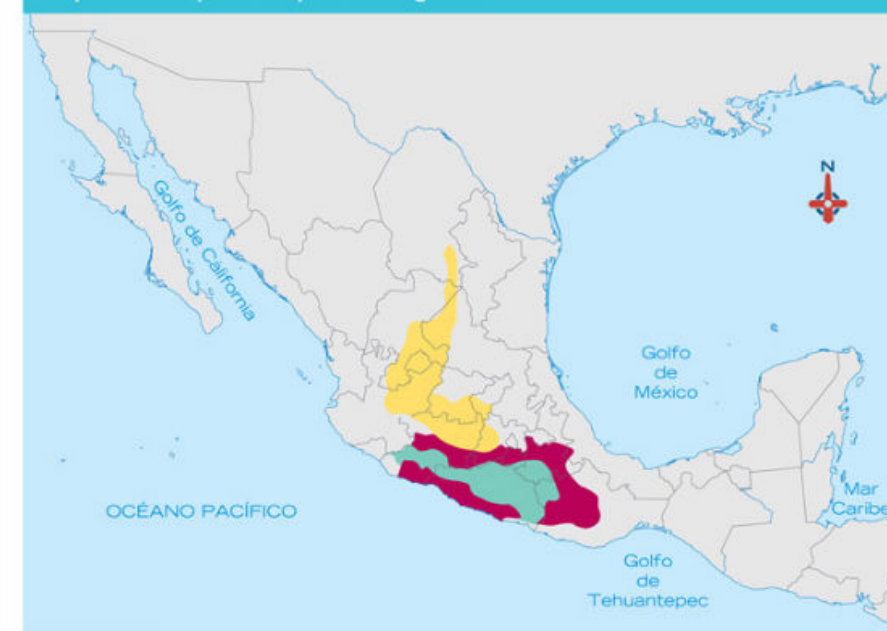 N
Golfo de California
Golfo
de
México
Mar
Caribe
OCÉANO PACÍFICO
Golfo
de
Tehuantepec